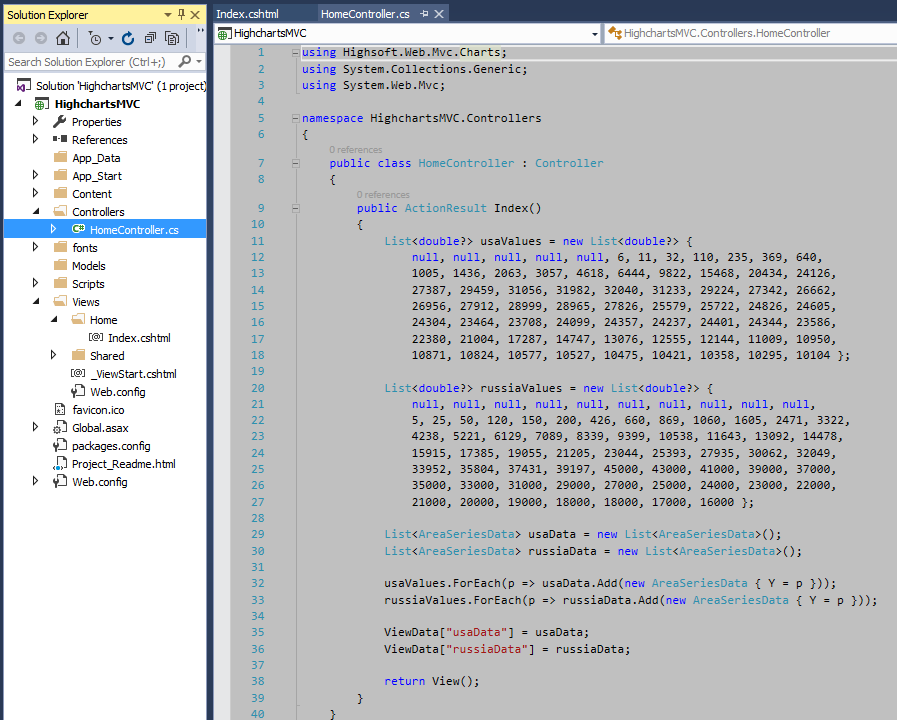 Solution Explorer
Search Solution Explorer (Ctrl+;)
Solution 'HighchartsMVC' (1 project)
HighchartsMVC
Properties
References
App_Data
App_Start
Content
Controllers
HomeController.cs
fonts
Models
Scripts
Views
Home
Index.cshtml
Shared
_ViewStart.cshtml
Web.config
favicon.ico
Global.asax
packages.config
Project_Readme.html
Web.config
Index.cshtml HomeController.cs
HighchartsMVC HighchartsMVC.Controllers.HomeController
1 using Highsoft.Web.Mvc.Charts;
2 using System.Collections.Generic;
3 using System.Web.Mvc;
4
5 namespace HighchartsMVC.Controllers
6 {
0 references
7 public class HomeController : Controller
8 {
0 references
9 public ActionResult Index()
10 {
11 List<double?> usaValues = new List<double?> {
12 null, null, null, null, null, 6, 11, 32, 110, 235, 369, 640,
13 1005, 1436, 2063, 3057, 4618, 6444, 9822, 15468, 20434, 24126,
14 27387, 29459, 31056, 31982, 32040, 31233, 29224, 27342, 26662,
15 26956, 27912, 28999, 28965, 27826, 25579, 25722, 24826, 24605,
16 24304, 23464, 23708, 24099, 24357, 24237, 24401, 24344, 23586,
17 22380, 21004, 17287, 14747, 13076, 12555, 12144, 11009, 10950,
18 10871, 10824, 10577, 10527, 10475, 10421, 10358, 10295, 10104 };
19
20 List<double?> russiaValues = new List<double?> {
21 null, null, null, null, null, null, null, null, null, null,
22 5, 25, 50, 120, 150, 200, 426, 660, 869, 1060, 1605, 2471, 3322,
23 4238, 5221, 6129, 7089, 8339, 9399, 10538, 11643, 13092, 14478,
24 15915, 17385, 19055, 21205, 23044, 25393, 27935, 30062, 32049,
25 33952, 35804, 37431, 39197, 45000, 43000, 41000, 39000, 37000,
26 35000, 33000, 31000, 29000, 27000, 25000, 24000, 23000, 22000,
27 21000, 20000, 19000, 18000, 18000, 17000, 16000 };
28
29 List<AreaSeriesData> usaData = new List<AreaSeriesData>();
30 List<AreaSeriesData> russiaData = new List<AreaSeriesData>();
31
32 usaValues.ForEach(p => usaData.Add(new AreaSeriesData { Y = p }));
33 russiaValues.ForEach(p => russiaData.Add(new AreaSeriesData { Y = p }));
34
35 ViewData["usaData"] = usaData;
36 ViewData["russiaData"] = russiaData;
37
38 return View();
39 }
40 }